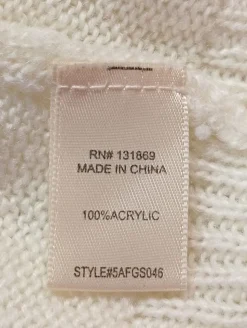 RN# 131869
MADE IN CHINA
100%ACRYLIC
STYLE#5AFGS046